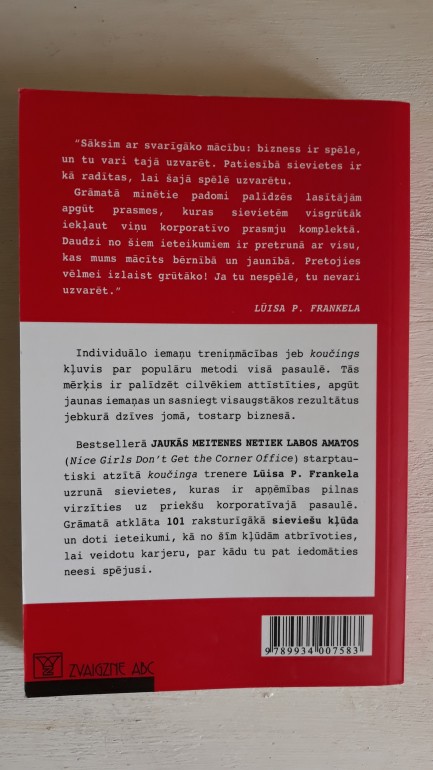 "Sāksim ar svarīgāko mācību: bizness ir spēle,
un tu vari tajā uzvarēt. Patiesībā sievietes ir
kā radītas, lai šajā spēlē uzvarētu.
Grāmatā minētie padomi palīdzēs lasītājām
apgūt prasmes, kuras sievietēm visgrūtāk
iekļaut viņu korporatīvo prasmju komplektā.
Daudzi no šiem ieteikumiem ir pretrunā ar visu,
kas mums mācīts bērnībā un jaunībā. Pretojies
vēlmei izlaist grūtāko! Ja tu nespēlē, tu nevari
uzvarēt."
LŪISA P. FRANKELA
Individuālo iemaņu treniņmācības jeb koučings
kļuvis par populāru metodi visā pasaulē. Tās
mērķis ir palīdzēt cilvēkiem attīstīties, apgūt
jaunas iemaņas un sasniegt visaugstākos rezultātus
jebkurā dzīves jomā, tostarp biznesā.
Bestsellerā JAUKĀS MEITENES NETIEK LABOS AMATOS
(Nice Girls Don't Get the Corner Office) starptau-
tiski atzītā koučinga trenere Lūisa P. Frankela
uzrunā sievietes, kuras ir apņēmības pilnas
virzīties uz priekšu korporatīvajā pasaulē.
Grāmatā atklāta 101 raksturīgākā sieviešu kļūda
un doti ieteikumi, kā no šīm kļūdām atbrīvoties,
lai veidotu karjeru, par kādu tu pat iedomāties
neesi spējusi.
9789934007583
ZVAIGZNE ABC